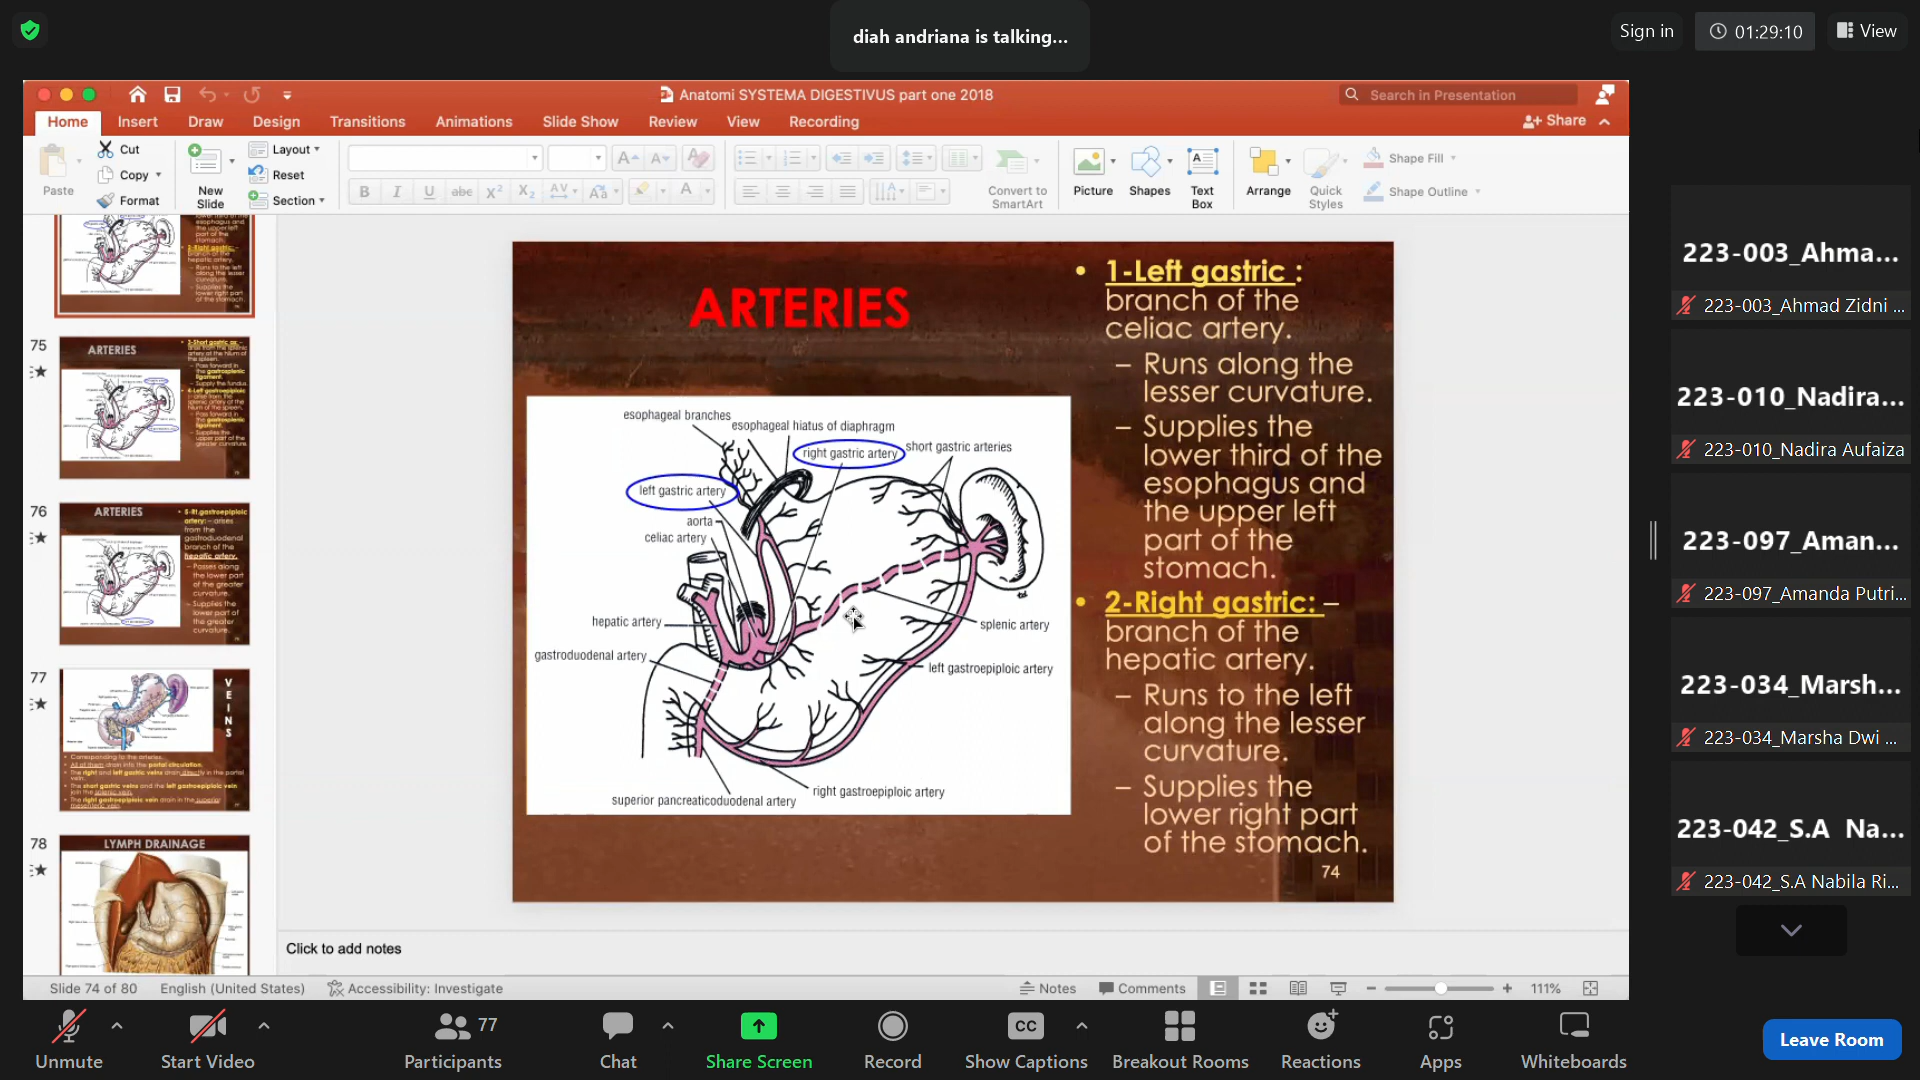 diah andriana is talking...
Sign in
01:29:10
View
Anatomi SYSTEMA DIGESTIVUS part one 2018
Search in Presentation
Home Insert Draw Design Transitions Animations Slide Show Review View Recording
Share
Paste
Cut
Copy
Format
New
Slide
Layout
Reset
Section
B I U abc X² X₂ AV Aa A
Convert to
SmartArt
Picture
Shapes
Text
Box
Arrange
Quick
Styles
Shape Fill
Shape Outline
75
ARTERIES
76
ARTERIES
77
VEINS
78
LYMPH DRAINAGE
ARTERIES
esophageal branches
esophageal hiatus of diaphragm
right gastric artery
short gastric arteries
left gastric artery
aorta
celiac artery
hepatic artery
splenic artery
gastroduodenal artery
left gastroepiploic artery
right gastroepiploic artery
superior pancreaticoduodenal artery
• 1-Left gastric :
branch of the
celiac artery.
– Runs along the
lesser curvature.
– Supplies the
lower third of the
esophagus and
the upper left
part of the
stomach.
• 2-Right gastric: –
branch of the
hepatic artery.
– Runs to the left
along the lesser
curvature.
– Supplies the
lower right part
of the stomach.
74
Click to add notes
Slide 74 of 80 English (United States) Accessibility: Investigate
Notes Comments 111%
223-003_Ahma...
223-003_Ahmad Zidni ...
223-010_Nadira...
223-010_Nadira Aufaiza
223-097_Aman...
223-097_Amanda Putri...
223-034_Marsh...
223-034_Marsha Dwi ...
223-042_S.A Na...
223-042_S.A Nabila Ri...
Unmute
Start Video
77
Participants
Chat
Share Screen
Record
CC
Show Captions
Breakout Rooms
Reactions
Apps
Whiteboards
Leave Room